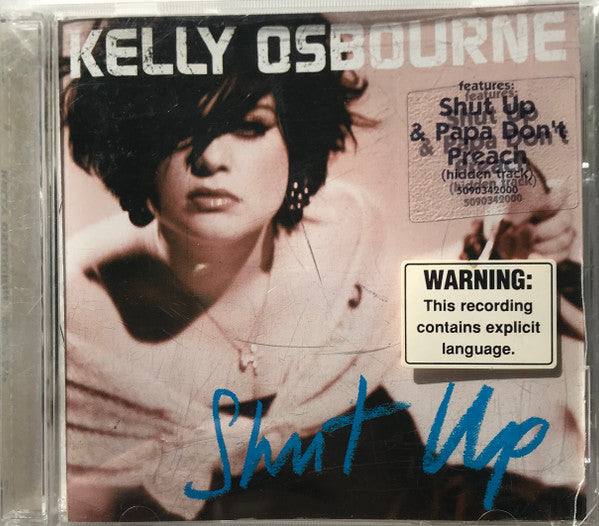 KELLY OSBOURNE
features:
Shut Up
& Papa Don't
Preach
(hidden track)
5090342000
WARNING:
This recording
contains explicit
language.
Shut Up